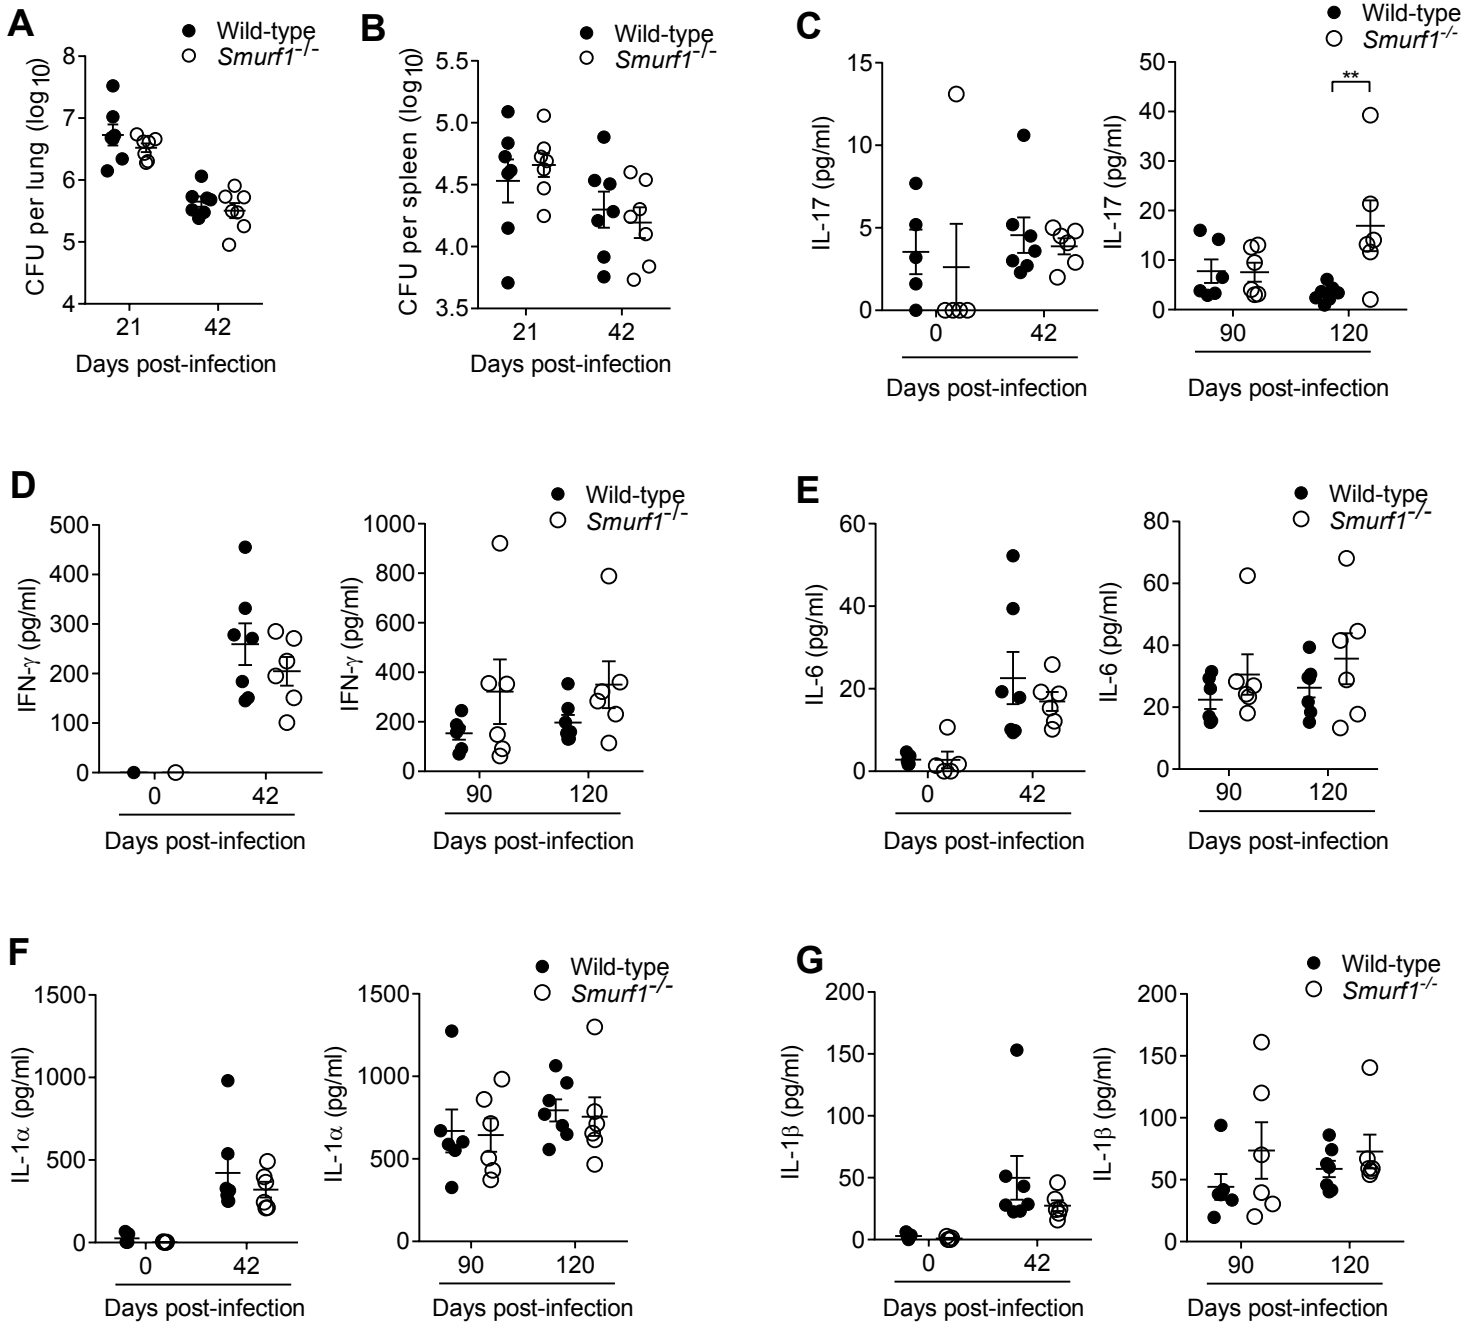 A
Wild-type
Smurf1-/-
CFU per lung (log10)
8
7
6
5
4
21
42
Days post-infection
B
Wild-type
Smurf1-/-
CFU per spleen (log10)
5.5
5.0
4.5
4.0
3.5
21
42
Days post-infection
C
Wild-type
Smurf1-/-
IL-17 (pg/ml)
15
10
5
0
0
42
Days post-infection
IL-17 (pg/ml)
50
40
30
20
10
0
**
90
120
Days post-infection
D
Wild-type
Smurf1-/-
IFN-γ (pg/ml)
500
400
300
200
100
0
0
42
Days post-infection
IFN-γ (pg/ml)
1000
800
600
400
200
0
90
120
Days post-infection
E
Wild-type
Smurf1-/-
IL-6 (pg/ml)
60
40
20
0
0
42
Days post-infection
IL-6 (pg/ml)
80
60
40
20
0
90
120
Days post-infection
F
Wild-type
Smurf1-/-
IL-1α (pg/ml)
1500
1000
500
0
0
42
Days post-infection
IL-1α (pg/ml)
1500
1000
500
0
90
120
Days post-infection
G
Wild-type
Smurf1-/-
IL-1β (pg/ml)
200
150
100
50
0
0
42
Days post-infection
IL-1β (pg/ml)
200
150
100
50
0
90
120
Days post-infection